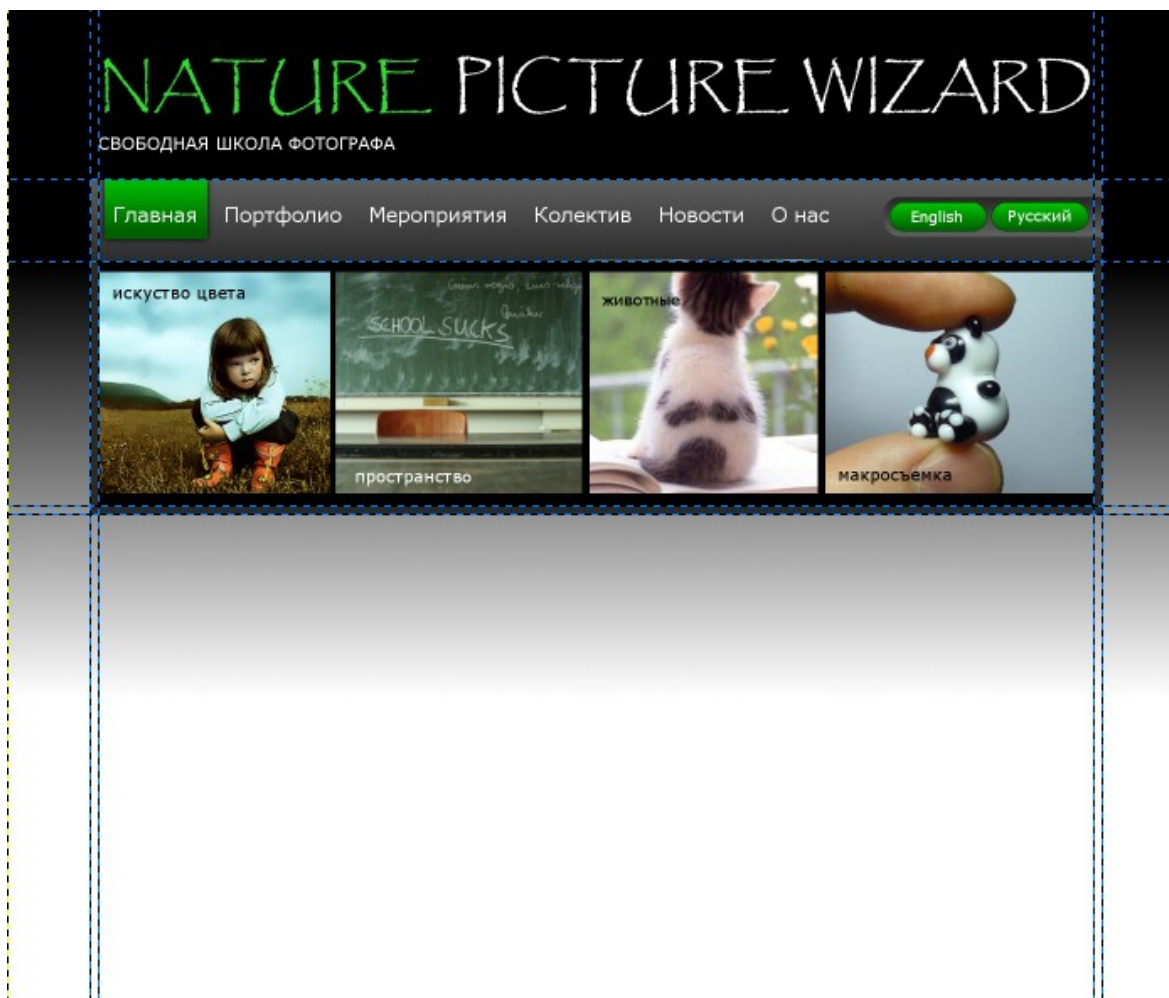 NATURE PICTURE WIZARD
СВОБОДНАЯ ШКОЛА ФОТОГРАФА
Главная Портфолио Мероприятия Колектив Новости О нас English Русский
искуство цвета
SCHOOL SUCKS
животные
пространство
макросъемка